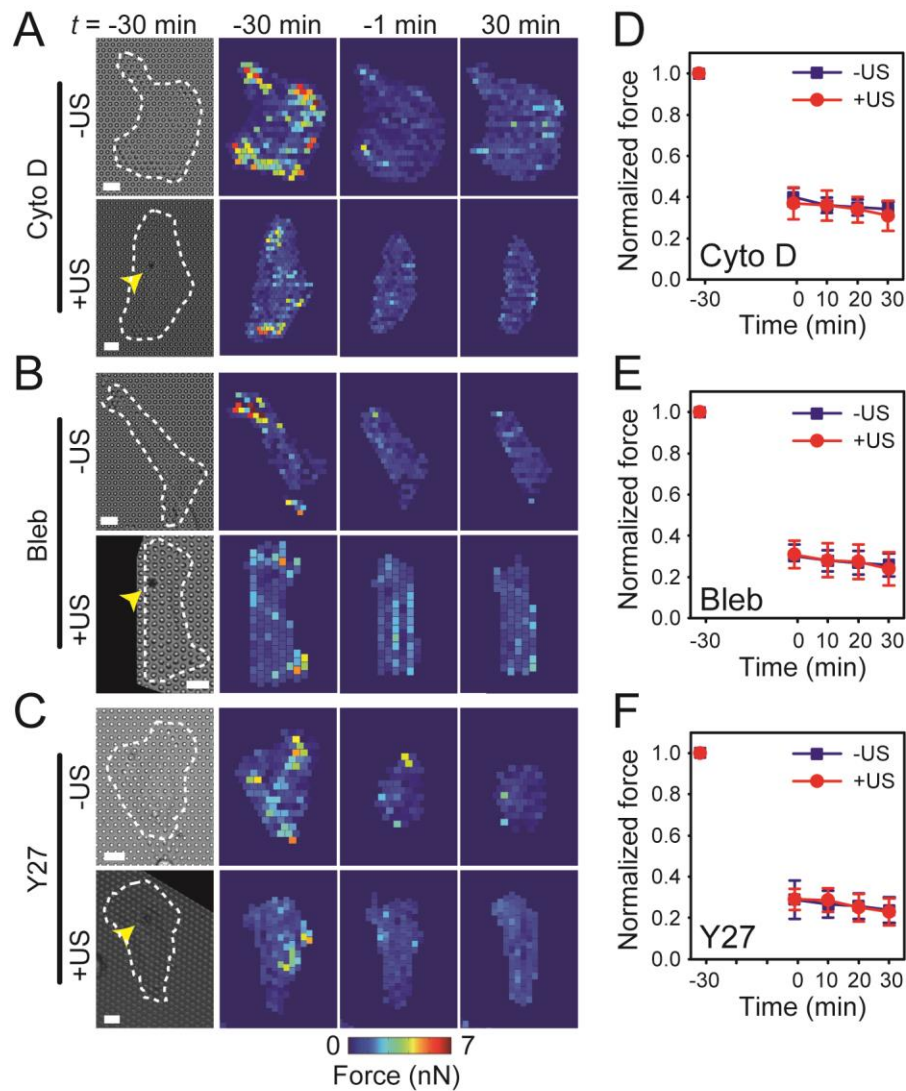 A
t = -30 min
-30 min
-1 min
30 min
Cyto D
-US
+US
B
Bleb
-US
+US
C
Y27
-US
+US
0
7
Force (nN)
D
Normalized force
1.0
0.8
0.6
0.4
0.2
0.0
-US
+US
Cyto D
-30
0
10
20
30
Time (min)
E
Normalized force
1.0
0.8
0.6
0.4
0.2
0.0
-US
+US
Bleb
-30
0
10
20
30
Time (min)
F
Normalized force
1.0
0.8
0.6
0.4
0.2
0.0
-US
+US
Y27
-30
0
10
20
30
Time (min)